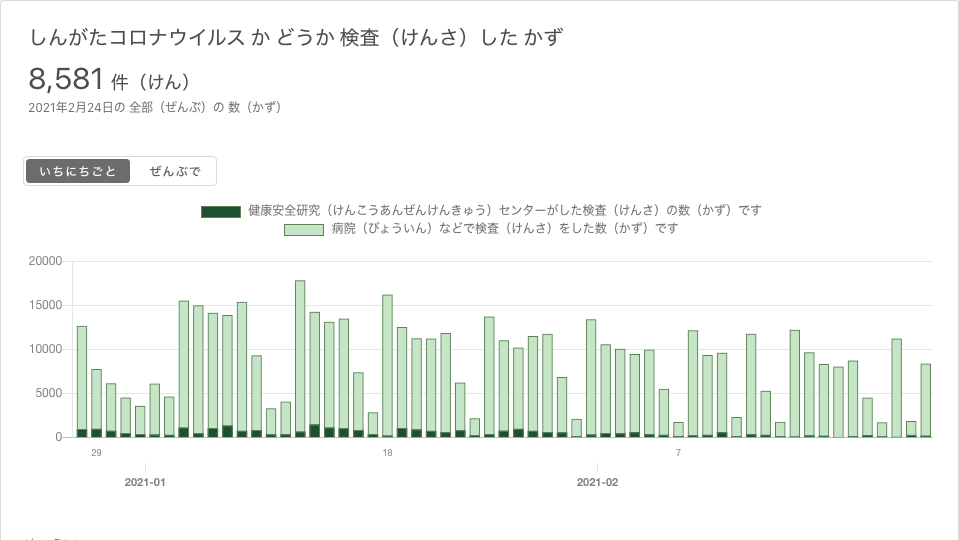 しんがたコロナウイルス か どうか 検査（けんさ）した かず
8,581 件（けん）
2021年2月24日の 全部（ぜんぶ）の 数（かず）
いちにちごと ぜんぶで
健康安全研究（けんこうあんぜんけんきゅう）センターがした検査（けんさ）の数（かず）です
病院（びょういん）などで検査（けんさ）をした数（かず）です
20000
15000
10000
5000
0
29 18 7
2021-01 2021-02